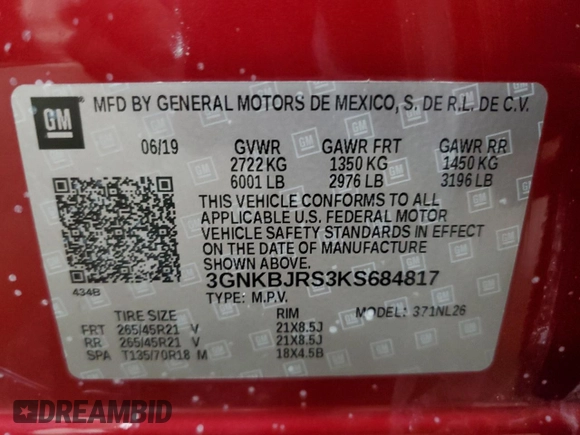 GM MFD BY GENERAL MOTORS DE MEXICO, S. DE R.L. DE C.V.
06/19 GVWR GAWR FRT GAWR RR
2722 KG 1350 KG 1450 KG
6001 LB 2976 LB 3196 LB
THIS VEHICLE CONFORMS TO ALL
APPLICABLE U.S. FEDERAL MOTOR
VEHICLE SAFETY STANDARDS IN EFFECT
ON THE DATE OF MANUFACTURE
SHOWN ABOVE.
434B 3GNKBJRS3KS684817
TYPE: M.P.V. MODEL: 371NL26
TIRE SIZE RIM
FRT 265/45R21 V 21X8.5J
RR 265/45R21 V 21X8.5J
SPA T135/70R18 M 18X4.5B
DREAMBID